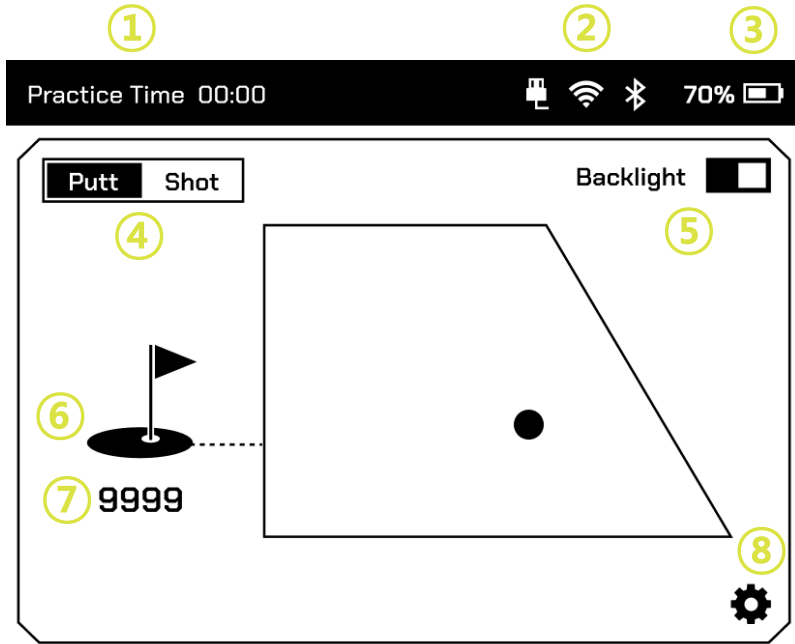 ① ② ③
Practice Time 00:00 70%
Putt Shot Backlight
④ ⑤
⑥
⑦ 9999
⑧